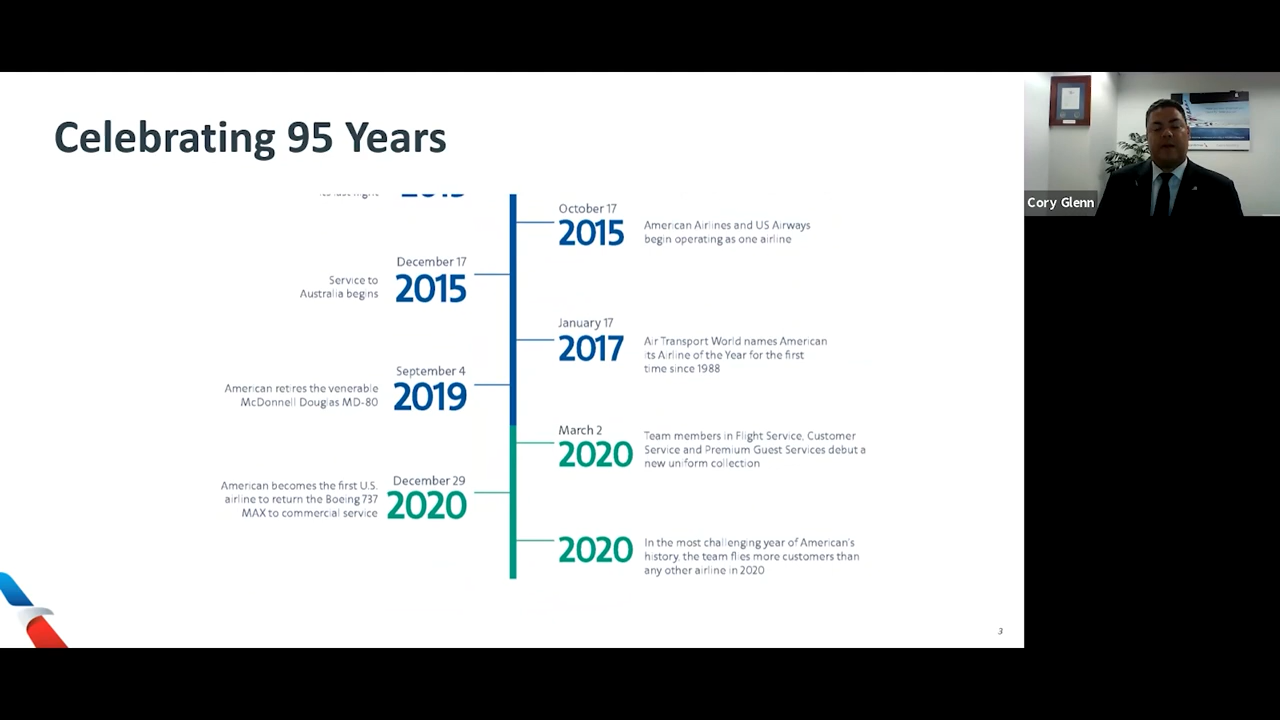 Celebrating 95 Years
its last flight
2015
October 17
2015
American Airlines and US Airways
begin operating as one airline
December 17
2015
Service to
Australia begins
January 17
2017
Air Transport World names American
its Airline of the Year for the first
time since 1988
September 4
2019
American retires the venerable
McDonnell Douglas MD-80
March 2
2020
Team members in Flight Service, Customer
Service and Premium Guest Services debut a
new uniform collection
December 29
2020
American becomes the first U.S.
airline to return the Boeing 737
MAX to commercial service
2020
In the most challenging year of American's
history, the team flies more customers than
any other airline in 2020
3
Cory Glenn